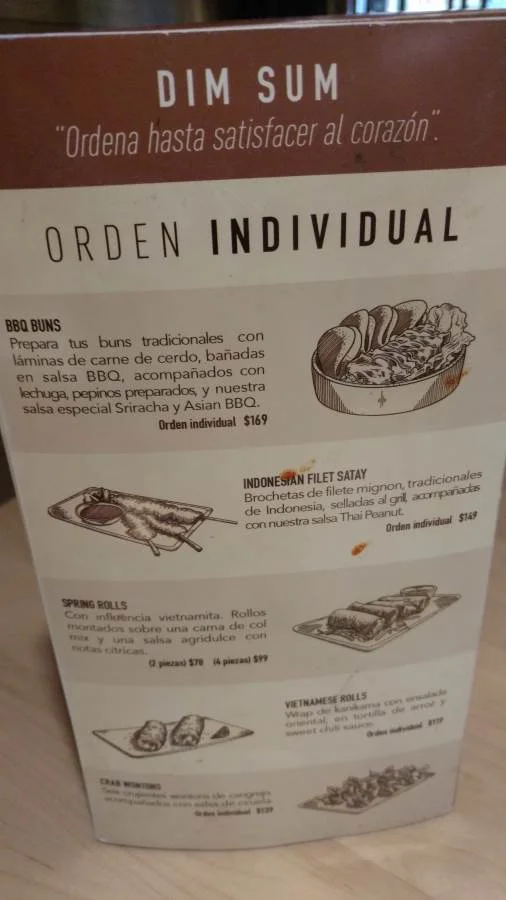 DIM SUM
"Ordena hasta satisfacer al corazón".
ORDEN INDIVIDUAL
BBQ BUNS
Prepara tus buns tradicionales con
láminas de carne de cerdo, bañadas
en salsa BBQ, acompañados con
lechuga, pepinos preparados, y nuestra
salsa especial Sriracha y Asian BBQ.
Orden individual $169
INDONESIAN FILET SATAY
Brochetas de filete mignon, tradicionales
de Indonesia, selladas al grill, acompañadas
con nuestra salsa Thai Peanut.
Orden individual $149
SPRING ROLLS
Con influencia vietnamita. Rollos
montados sobre una cama de col
mix y una salsa agridulce con
notas cítricas.
(2 piezas) $78 (4 piezas) $99
VIETNAMESE ROLLS
Wrap de kanikama con ensalada
oriental, en tortilla de arroz y
sweet chili sauce.
Orden individual
CRAB WONTONS
Seis crujientes wontons de cangrejo
acompañados con salsa de ciruela
Orden individual